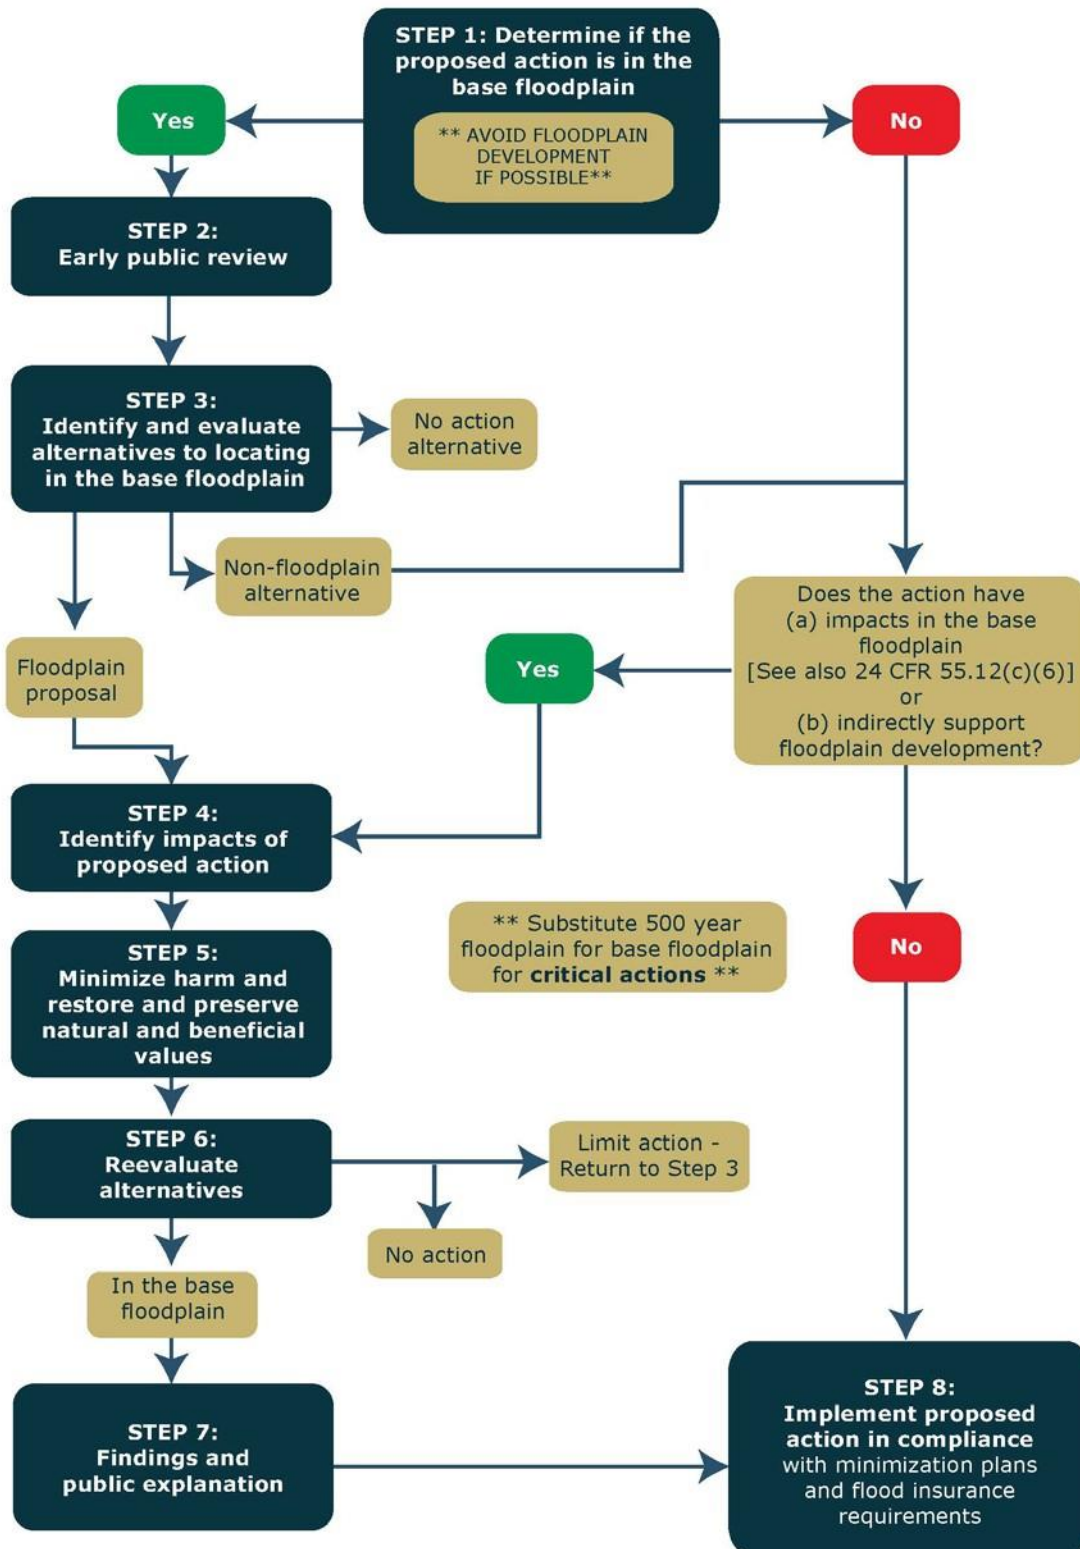 STEP 1: Determine if the
proposed action is in the
base floodplain
** AVOID FLOODPLAIN
DEVELOPMENT
IF POSSIBLE**
Yes
No
STEP 2:
Early public review
STEP 3:
Identify and evaluate
alternatives to locating
in the base floodplain
No action
alternative
Non-floodplain
alternative
Floodplain
proposal
Does the action have
(a) impacts in the base
floodplain
[See also 24 CFR 55.12(c)(6)]
or
(b) indirectly support
floodplain development?
Yes
STEP 4:
Identify impacts of
proposed action
** Substitute 500 year
floodplain for base floodplain
for critical actions **
No
STEP 5:
Minimize harm and
restore and preserve
natural and beneficial
values
STEP 6:
Reevaluate
alternatives
Limit action -
Return to Step 3
No action
In the base
floodplain
STEP 7:
Findings and
public explanation
STEP 8:
Implement proposed
action in compliance
with minimization plans
and flood insurance
requirements